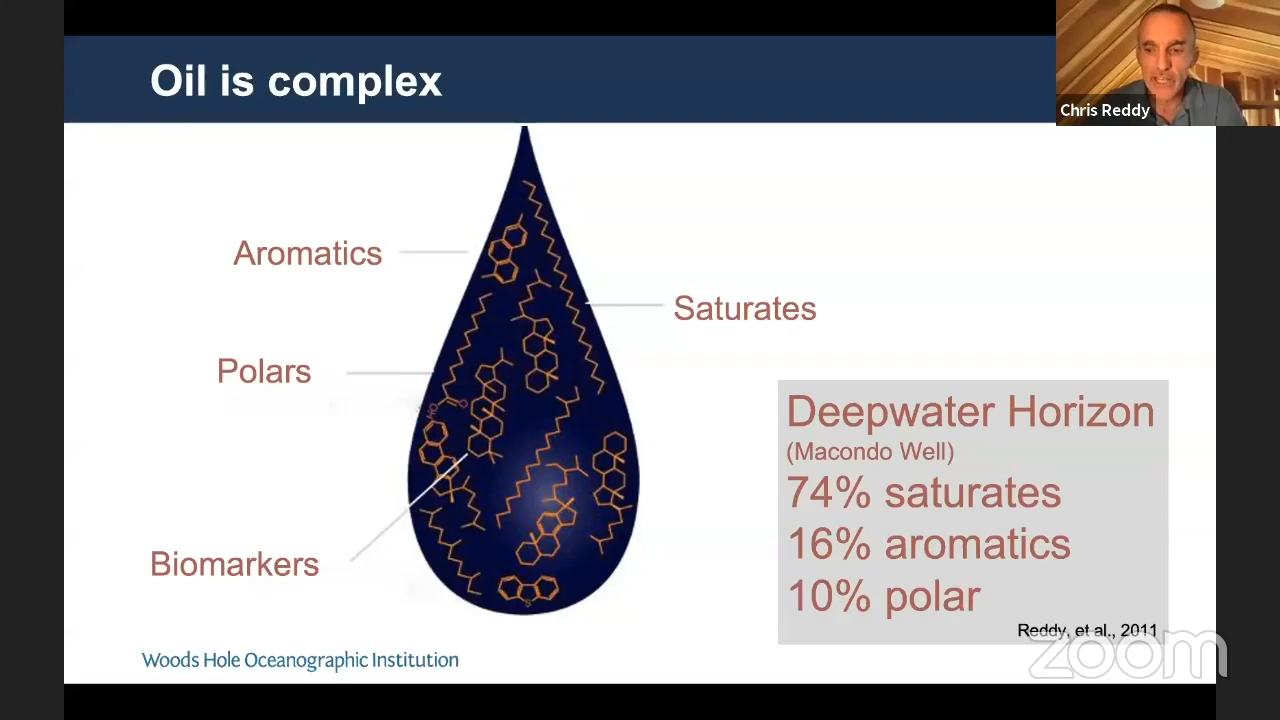 Oil is complex
Chris Reddy
Aromatics
Saturates
Polars
HO
O
Biomarkers
S
Deepwater Horizon
(Macondo Well)
74% saturates
16% aromatics
10% polar
Reddy, et al., 2011
Woods Hole Oceanographic Institution
zoom